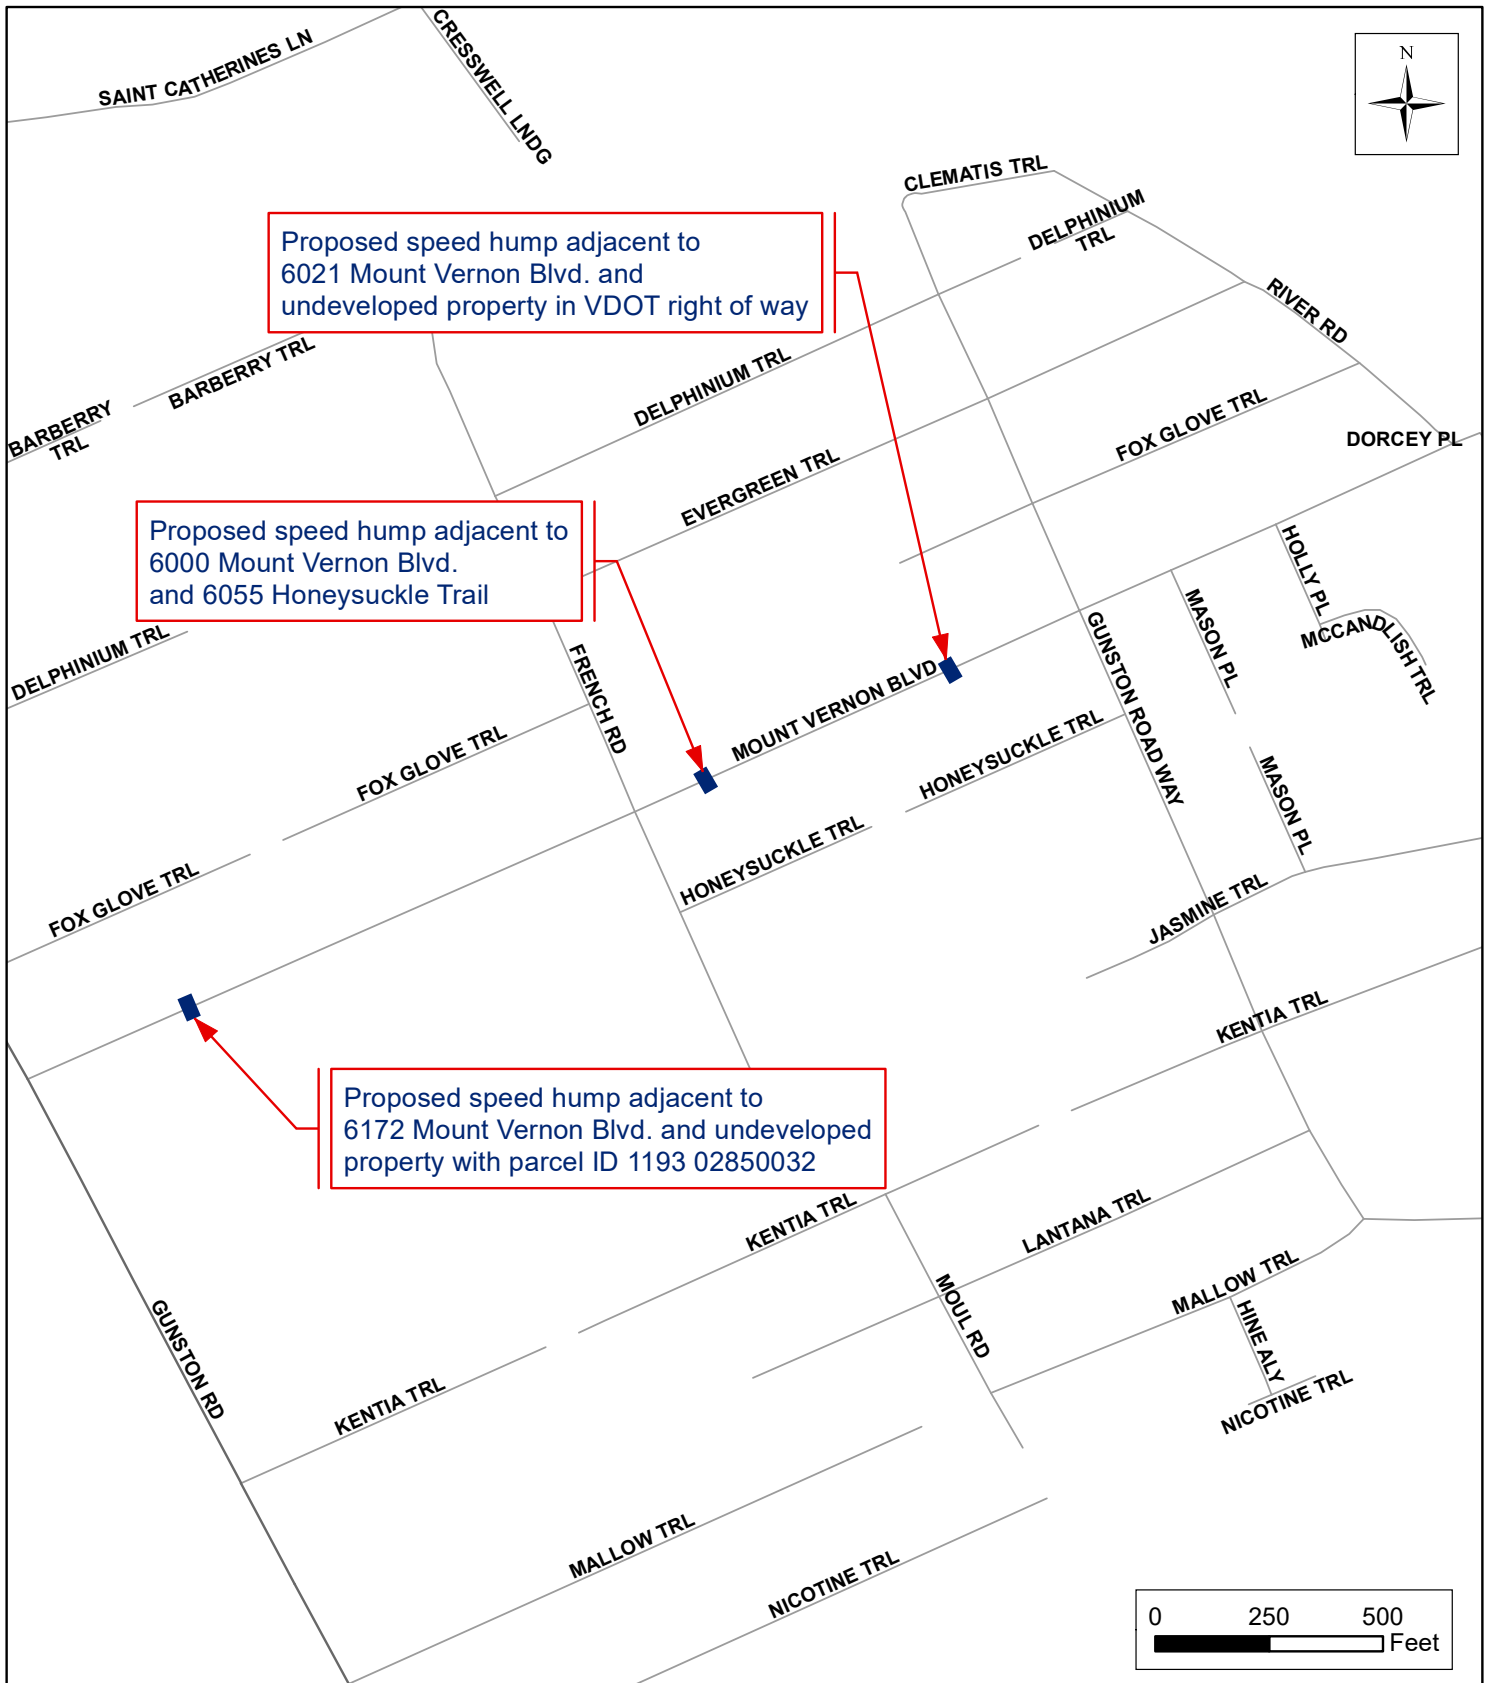 SAINT CATHERINES LN
CRESSWELL LNDG
N
CLEMATIS TRL
DELPHINIUM
TRL
Proposed speed hump adjacent to
6021 Mount Vernon Blvd. and
undeveloped property in VDOT right of way
RIVER RD
BARBERRY TRL
BARBERRY
TRL
DELPHINIUM TRL
FOX GLOVE TRL
DORCEY PL
EVERGREEN TRL
Proposed speed hump adjacent to
6000 Mount Vernon Blvd.
and 6055 Honeysuckle Trail
HOLLY PL
MASON PL
MCCANDLISH TRL
DELPHINIUM TRL
FRENCH RD
GUNSTON ROAD WAY
MOUNT VERNON BLVD
FOX GLOVE TRL
HONEYSUCKLE TRL
MASON PL
HONEYSUCKLE TRL
FOX GLOVE TRL
JASMINE TRL
KENTIA TRL
Proposed speed hump adjacent to
6172 Mount Vernon Blvd. and undeveloped
property with parcel ID 1193 02850032
KENTIA TRL
LANTANA TRL
MOUL RD
MALLOW TRL
HINE ALY
GUNSTON RD
KENTIA TRL
NICOTINE TRL
MALLOW TRL
NICOTINE TRL
0 250 500
Feet